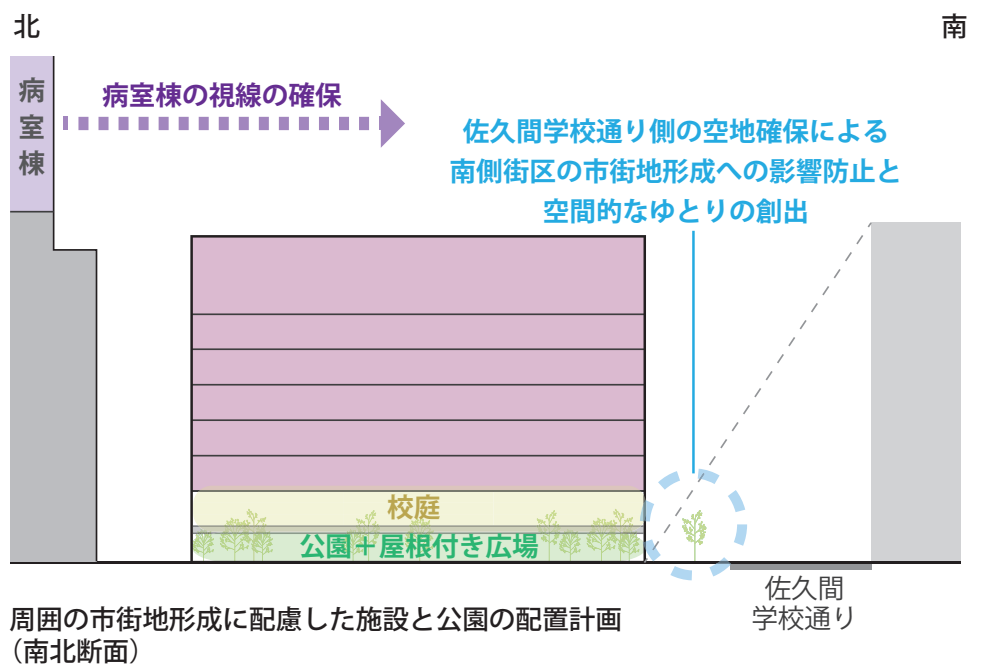 北
南
病室棟
病室棟の視線の確保
佐久間学校通り側の空地確保による
南側街区の市街地形成への影響防止と
空間的なゆとりの創出
校庭
公園+屋根付き広場
佐久間
学校通り
周囲の市街地形成に配慮した施設と公園の配置計画
(南北断面)